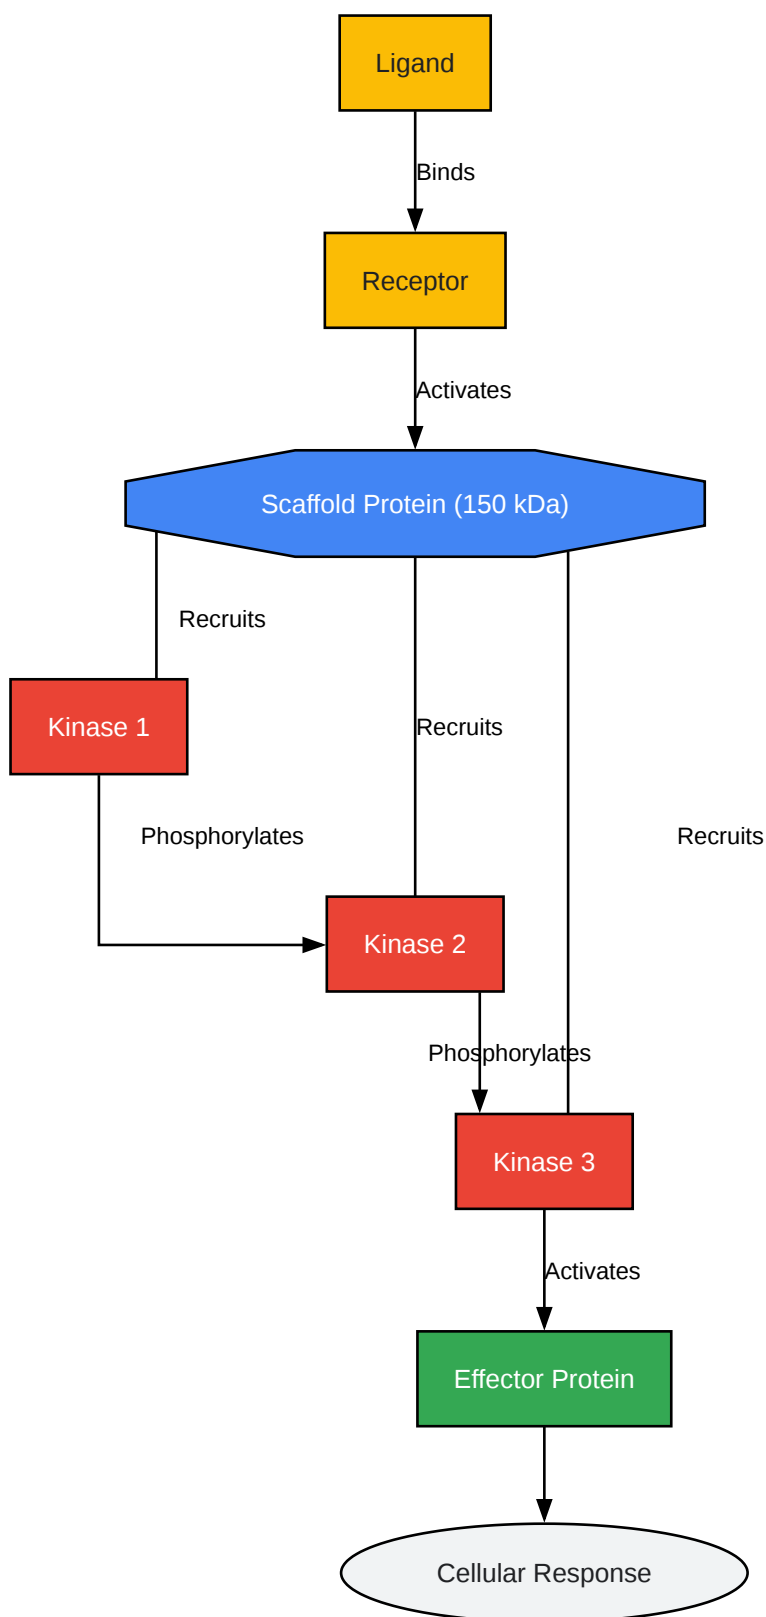 Ligand
Binds
Receptor
Activates
Scaffold Protein (150 kDa)
Recruits
Kinase 1
Recruits
Phosphorylates
Recruits
Kinase 2
Phosphorylates
Kinase 3
Activates
Effector Protein
Cellular Response